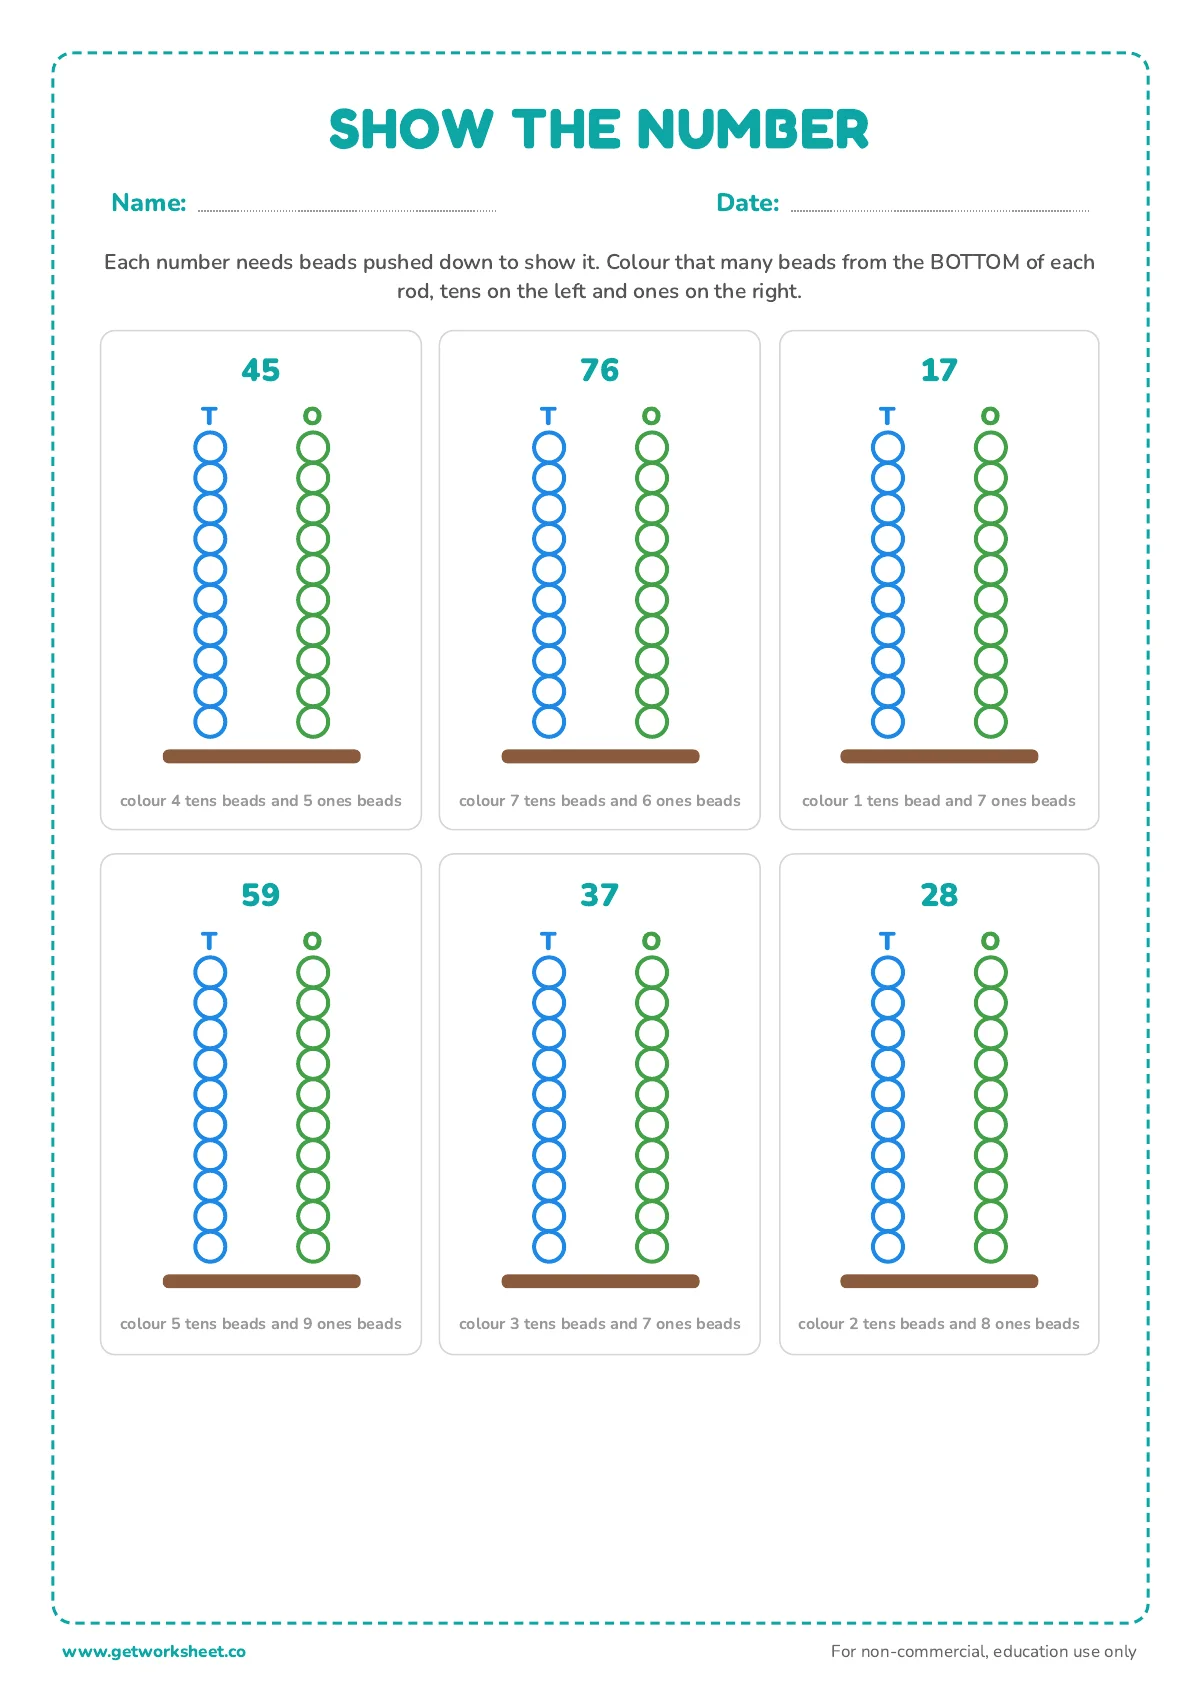 SHOW THE NUMBER
Name:
Date:
Each number needs beads pushed down to show it. Colour that many beads from the BOTTOM of each
rod, tens on the left and ones on the right.
45
T O
colour 4 tens beads and 5 ones beads
76
T O
colour 7 tens beads and 6 ones beads
17
T O
colour 1 tens bead and 7 ones beads
59
T O
colour 5 tens beads and 9 ones beads
37
T O
colour 3 tens beads and 7 ones beads
28
T O
colour 2 tens beads and 8 ones beads
www.getworksheet.co
For non-commercial, education use only